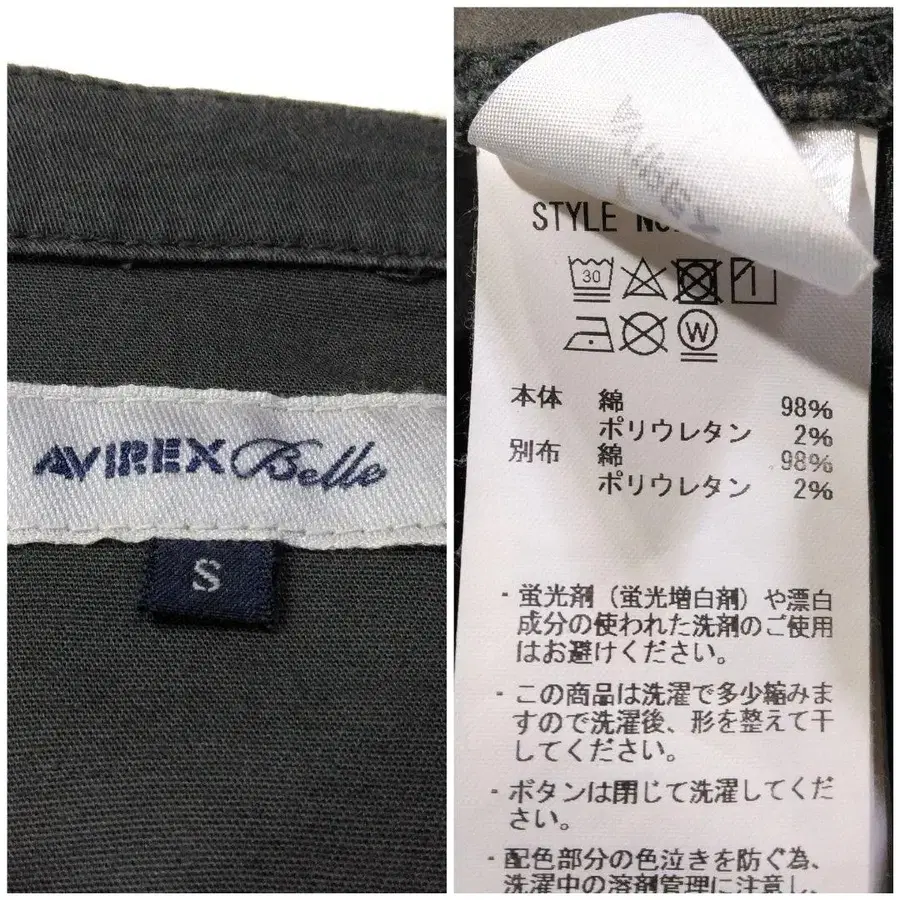 AVIREX Belle
S
STYLE NO.
30
W
本体 綿 98%
ポリウレタン 2%
別布 綿 98%
ポリウレタン 2%
・蛍光剤（蛍光増白剤）や漂白
成分の使われた洗剤のご使用
はお避けください。
・この商品は洗濯で多少縮みま
すので洗濯後、形を整えて干
してください。
・ボタンは閉じて洗濯してくだ
さい。
・配色部分の色泣きを防ぐ為、
洗濯中の溶剤管理に注意し、